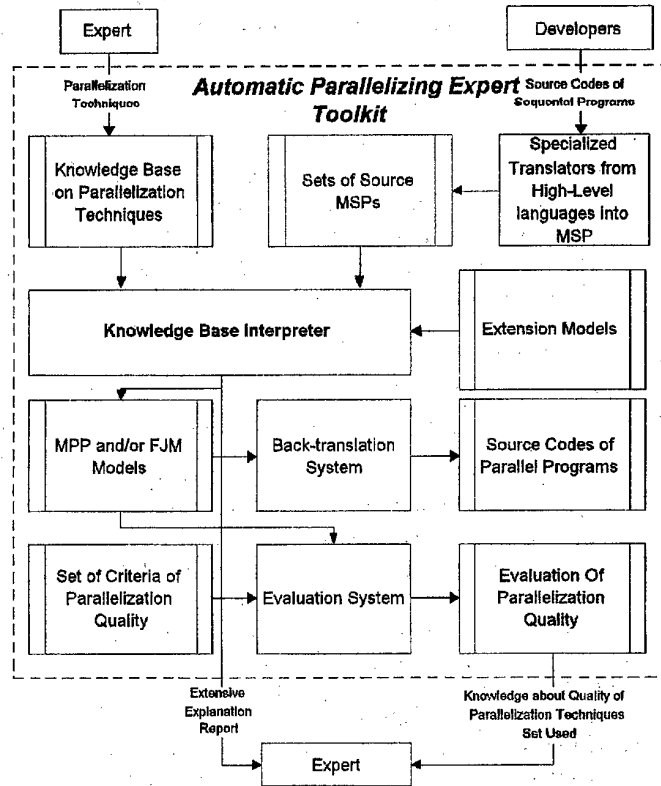 Expert
Developers
Parallelization
Techniques
Automatic Parallelizing Expert
Toolkit
Source Codes of
Sequental Programs
Knowledge Base
on Parallelization
Techniques
Sets of Source
MSPs
Specialized
Translators from
High-Level
languages into
MSP
Knowledge Base Interpreter
Extension Models
MPP and/or FJM
Models
Back-translation
System
Source Codes of
Parallel Programs
Set of Criteria of
Parallelization
Quality
Evaluation System
Evaluation Of
Parallelization
Quality
Extensive
Explanation
Report
Knowledge about Quality of
Parallelization Techniques
Set Used
Expert